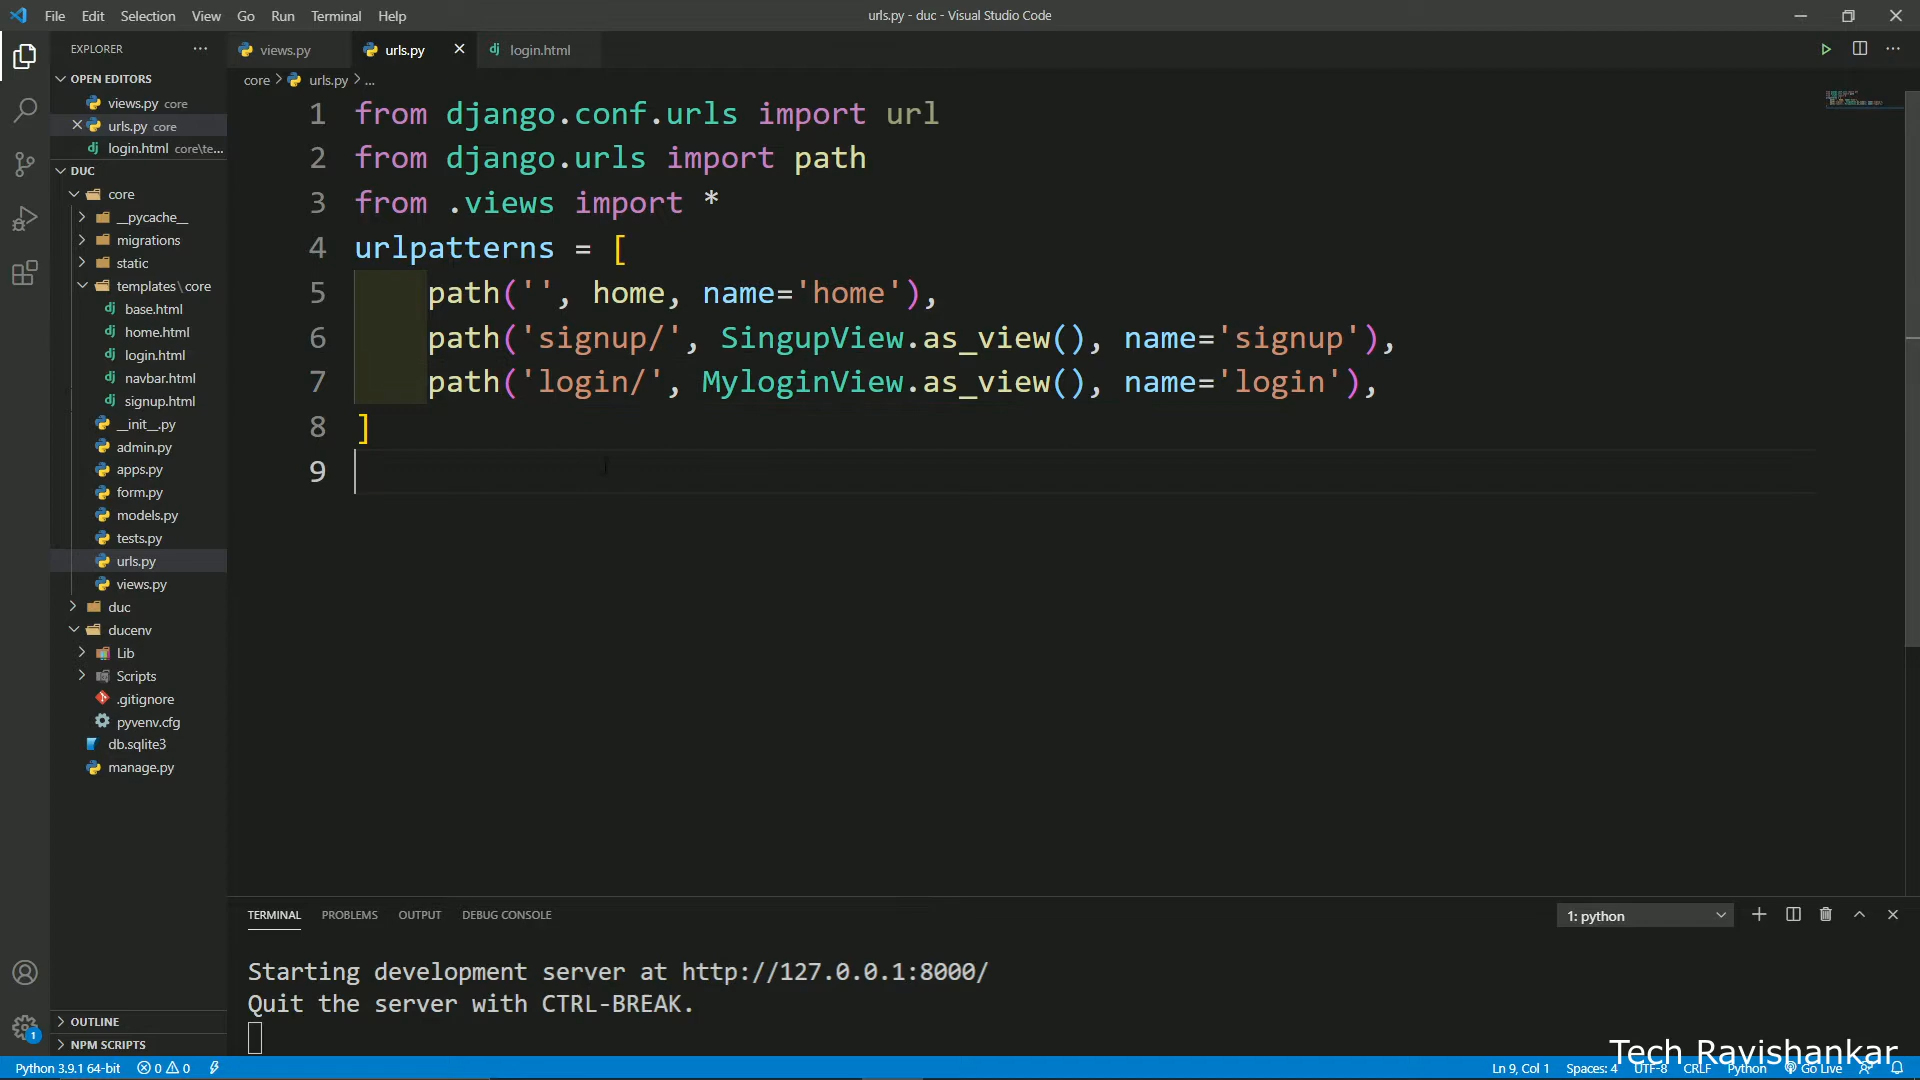 File Edit Selection View Go Run Terminal Help
urls.py - duc - Visual Studio Code
EXPLORER
OPEN EDITORS
views.py core
urls.py core
login.html core\te...
DUC
core
__pycache__
migrations
static
templates\core
base.html
home.html
login.html
navbar.html
signup.html
__init__.py
admin.py
apps.py
form.py
models.py
tests.py
urls.py
views.py
duc
ducenv
Lib
Scripts
.gitignore
pyvenv.cfg
db.sqlite3
manage.py
OUTLINE
NPM SCRIPTS
views.py urls.py login.html
core > urls.py > ...
1 from django.conf.urls import url
2 from django.urls import path
3 from .views import *
4 urlpatterns = [
5 path('', home, name='home'),
6 path('signup/', SingupView.as_view(), name='signup'),
7 path('login/', MyloginView.as_view(), name='login'),
8 ]
9
TERMINAL PROBLEMS OUTPUT DEBUG CONSOLE
1: python
Starting development server at http://127.0.0.1:8000/
Quit the server with CTRL-BREAK.
Tech Ravishankar
1
Python 3.9.1 64-bit 0 0 Ln 9, Col 1 Spaces: 4 UTF-8 CRLF Python Go Live